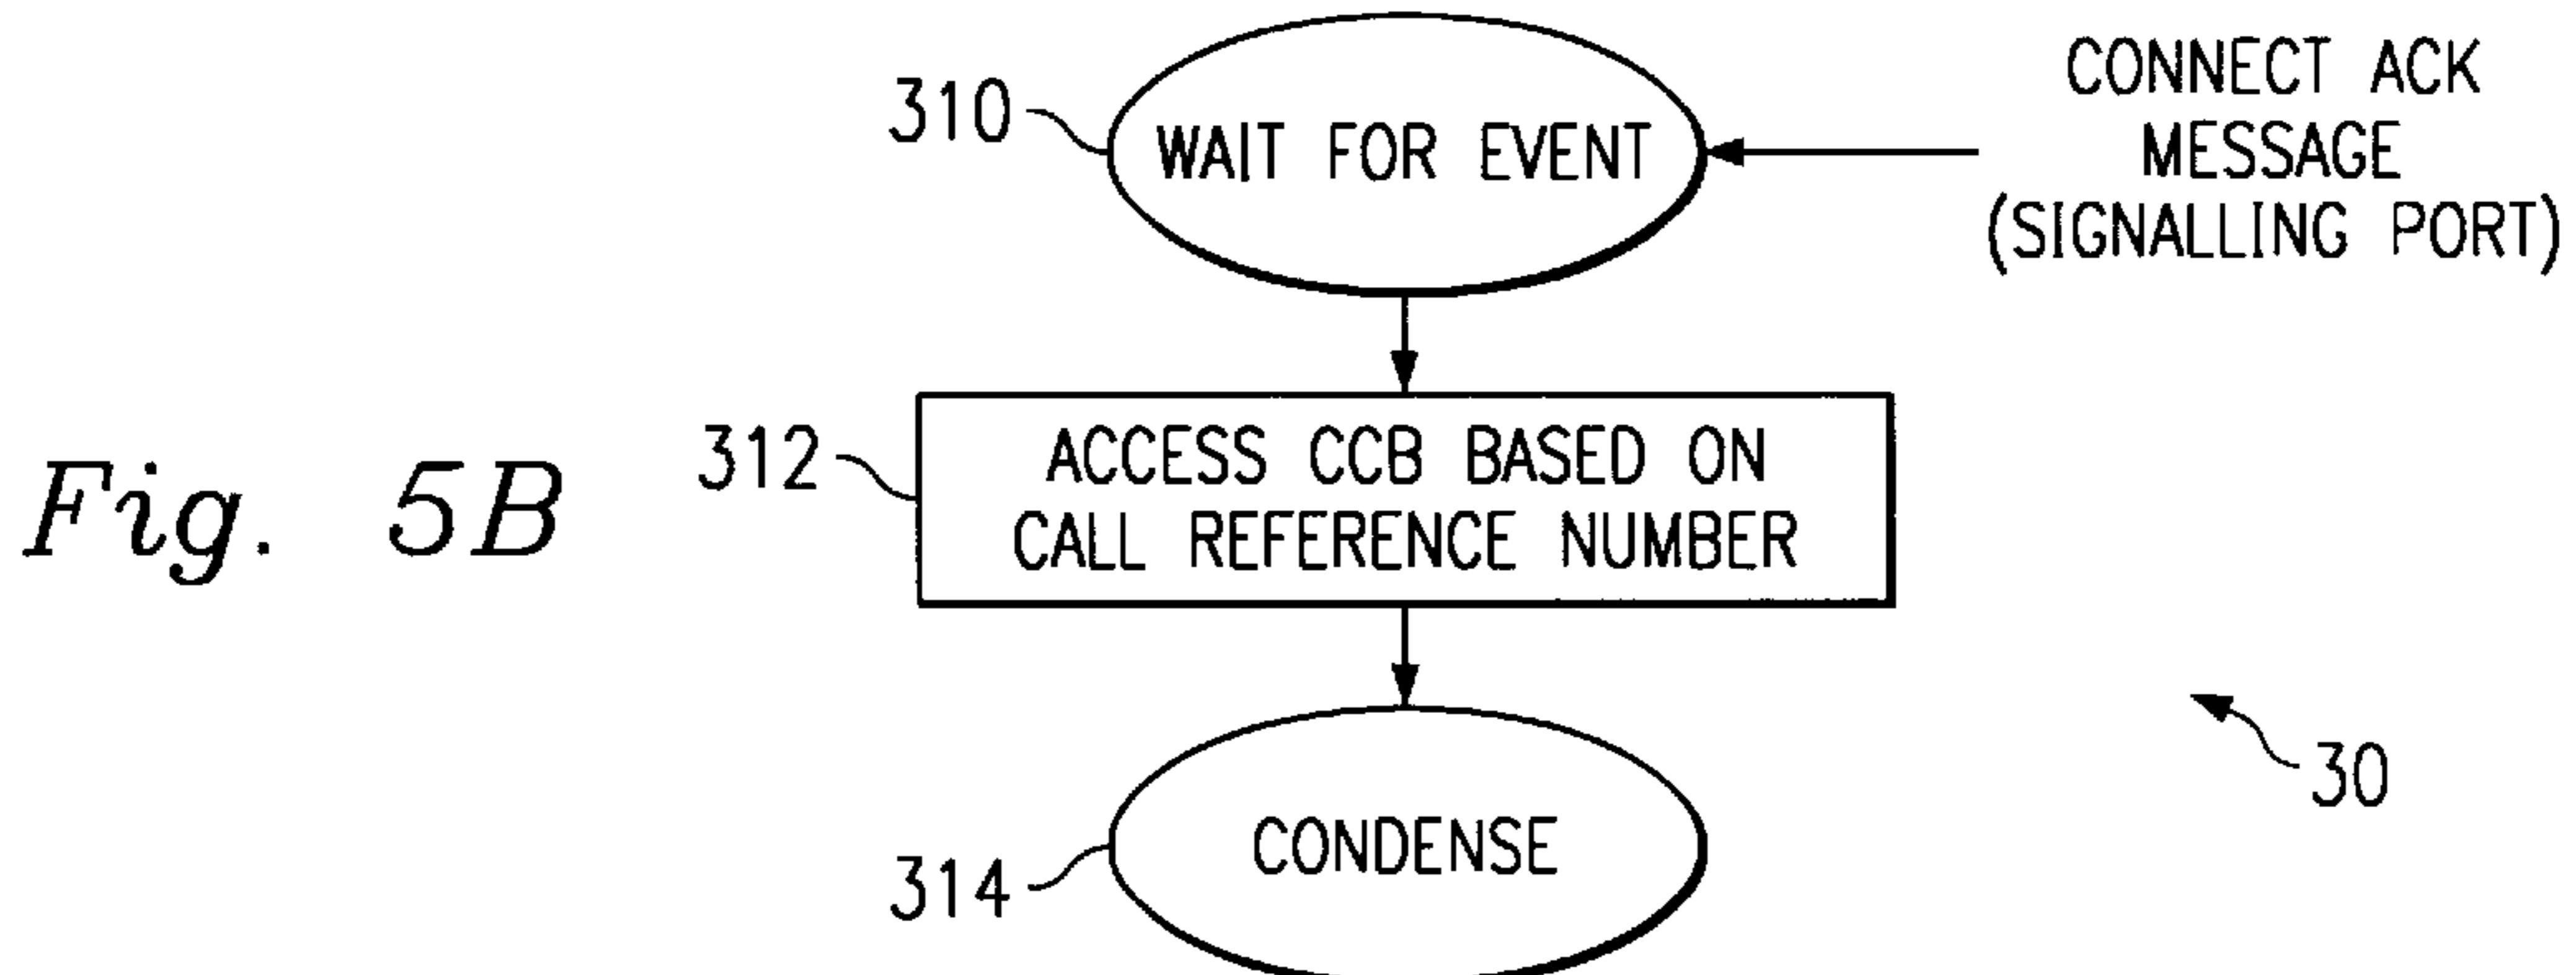 310
WAIT FOR EVENT
CONNECT ACK
MESSAGE
(SIGNALLING PORT)
312
ACCESS CCB BASED ON
CALL REFERENCE NUMBER
Fig. 5B
314
CONDENSE
30